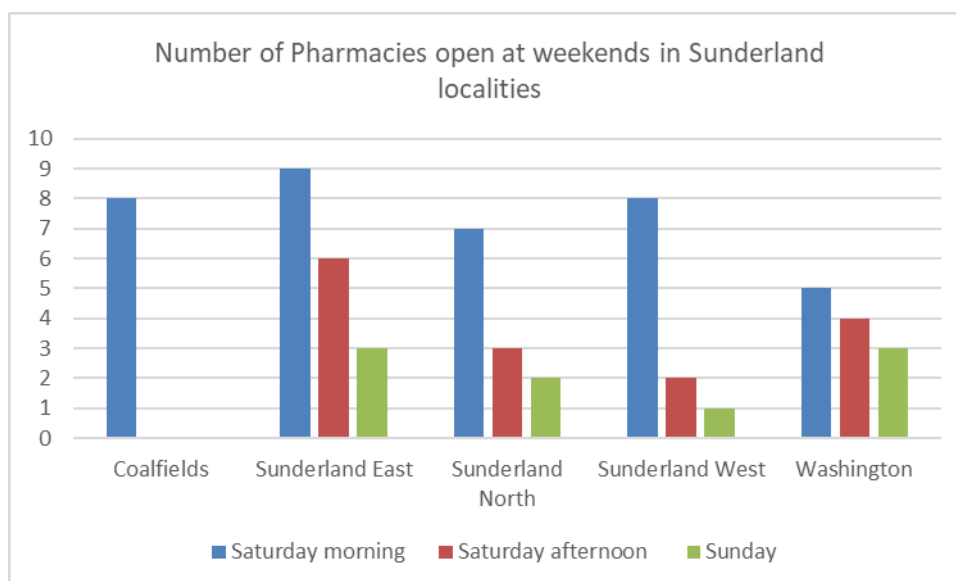 Number of Pharmacies open at weekends in Sunderland
localities
10
9
8
7
6
5
4
3
2
1
0
Coalfields
Sunderland East
Sunderland
North
Sunderland West
Washington
Saturday morning
Saturday afternoon
Sunday